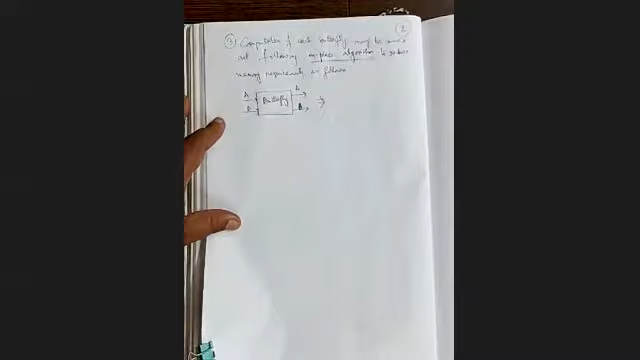 2
3 Computation of each butterfly may be
out following in-place algorithm to reduce
memory requirements as follows
A A
Butterfly ⇒
B B